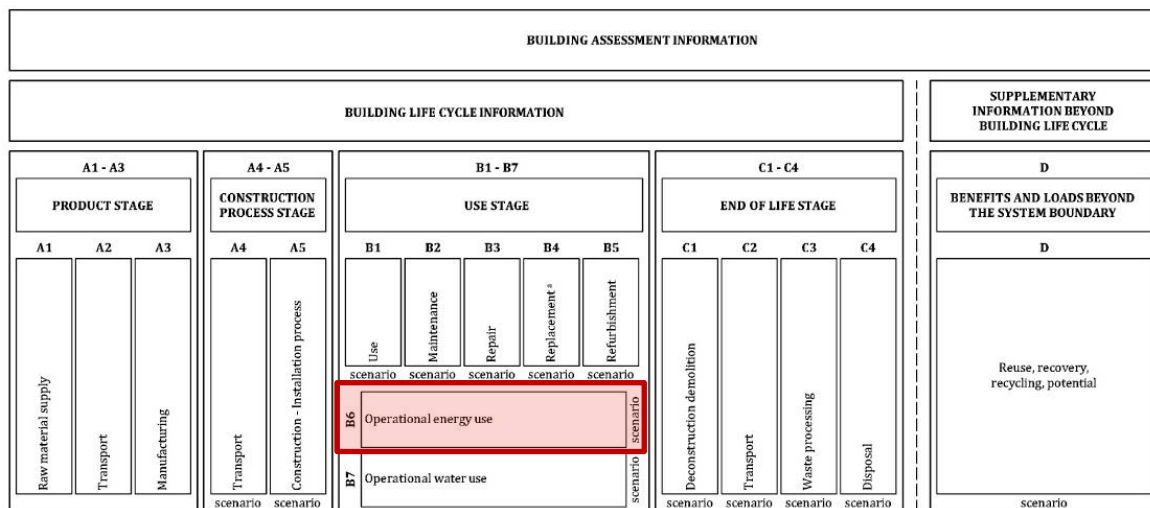 BUILDING ASSESSMENT INFORMATION
BUILDING LIFE CYCLE INFORMATION
SUPPLEMENTARY
INFORMATION BEYOND
BUILDING LIFE CYCLE
A1 - A3
PRODUCT STAGE
A4 - A5
CONSTRUCTION
PROCESS STAGE
B1 - B7
USE STAGE
C1 - C4
END OF LIFE STAGE
D
BENEFITS AND LOADS BEYOND
THE SYSTEM BOUNDARY
A1
A2
A3
A4
A5
B1
B2
B3
B4
B5
C1
C2
C3
C4
D
Raw material supply
Transport
Manufacturing
Transport
Construction - Installation process
Use
Maintenance
Repair
Replacement a
Refurbishment
scenario
scenario
scenario
scenario
scenario
B6
Operational energy use
scenario
B7
Operational water use
scenario
Deconstruction demolition
Transport
Waste processing
Disposal
Reuse, recovery,
recycling, potential
scenario
scenario
scenario
scenario
scenario
scenario
scenario